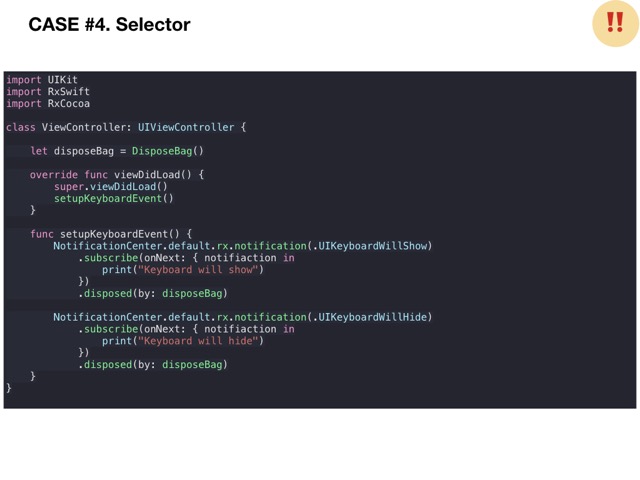 CASE #4. Selector
‼
import UIKit
import RxSwift
import RxCocoa
class ViewController: UIViewController {
let disposeBag = DisposeBag()
override func viewDidLoad() {
super.viewDidLoad()
setupKeyboardEvent()
}
func setupKeyboardEvent() {
NotificationCenter.default.rx.notification(.UIKeyboardWillShow)
.subscribe(onNext: { notifiaction in
print("Keyboard will show")
})
.disposed(by: disposeBag)
NotificationCenter.default.rx.notification(.UIKeyboardWillHide)
.subscribe(onNext: { notifiaction in
print("Keyboard will hide")
})
.disposed(by: disposeBag)
}
}